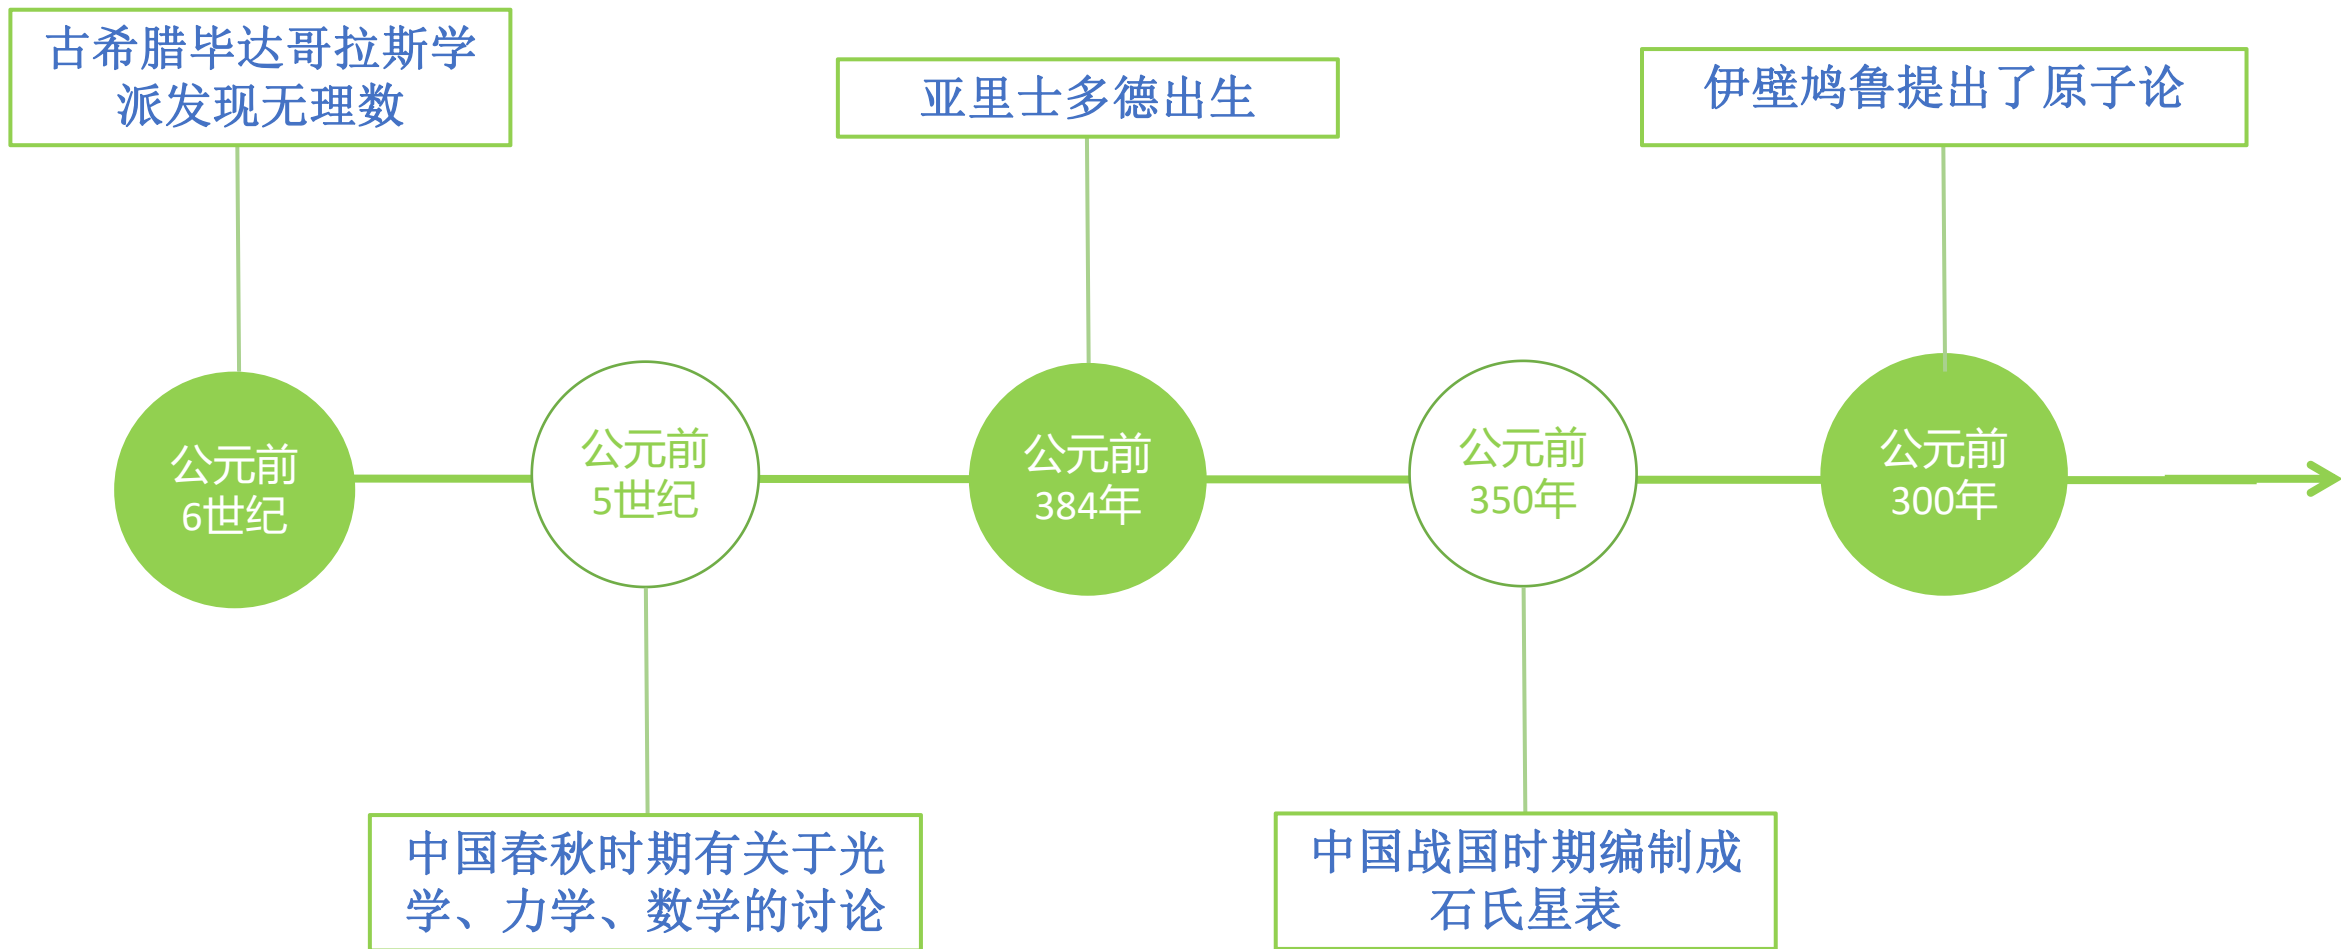 古希腊毕达哥拉斯学
派发现无理数
亚里士多德出生
伊壁鸠鲁提出了原子论
公元前
6世纪
公元前
5世纪
公元前
384年
公元前
350年
公元前
300年
中国春秋时期有关于光
学、力学、数学的讨论
中国战国时期编制成
石氏星表